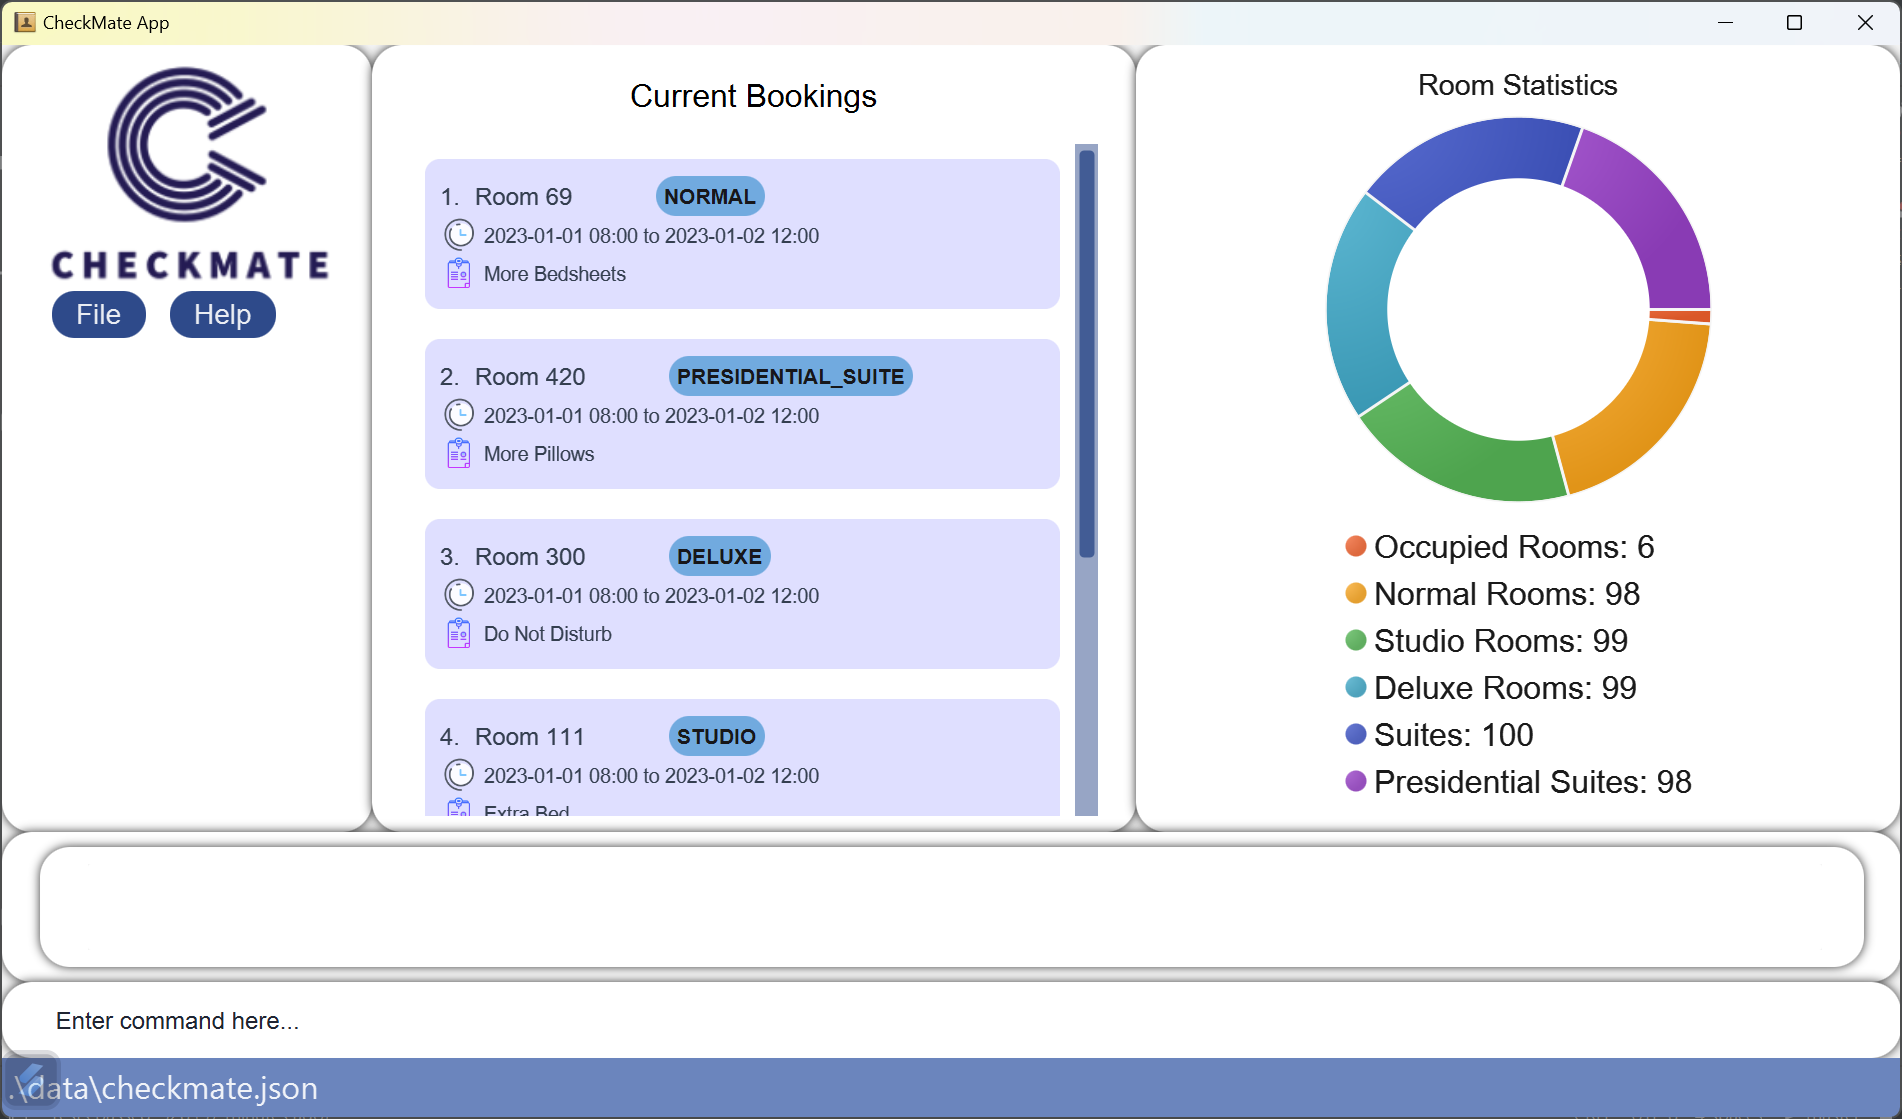 CheckMate App
CHECKMATE
File Help
Current Bookings
1. Room 69 NORMAL
2023-01-01 08:00 to 2023-01-02 12:00
More Bedsheets
2. Room 420 PRESIDENTIAL_SUITE
2023-01-01 08:00 to 2023-01-02 12:00
More Pillows
3. Room 300 DELUXE
2023-01-01 08:00 to 2023-01-02 12:00
Do Not Disturb
4. Room 111 STUDIO
2023-01-01 08:00 to 2023-01-02 12:00
Extra Bed
Room Statistics
Occupied Rooms: 6
Normal Rooms: 98
Studio Rooms: 99
Deluxe Rooms: 99
Suites: 100
Presidential Suites: 98
Enter command here...
.\data\checkmate.json